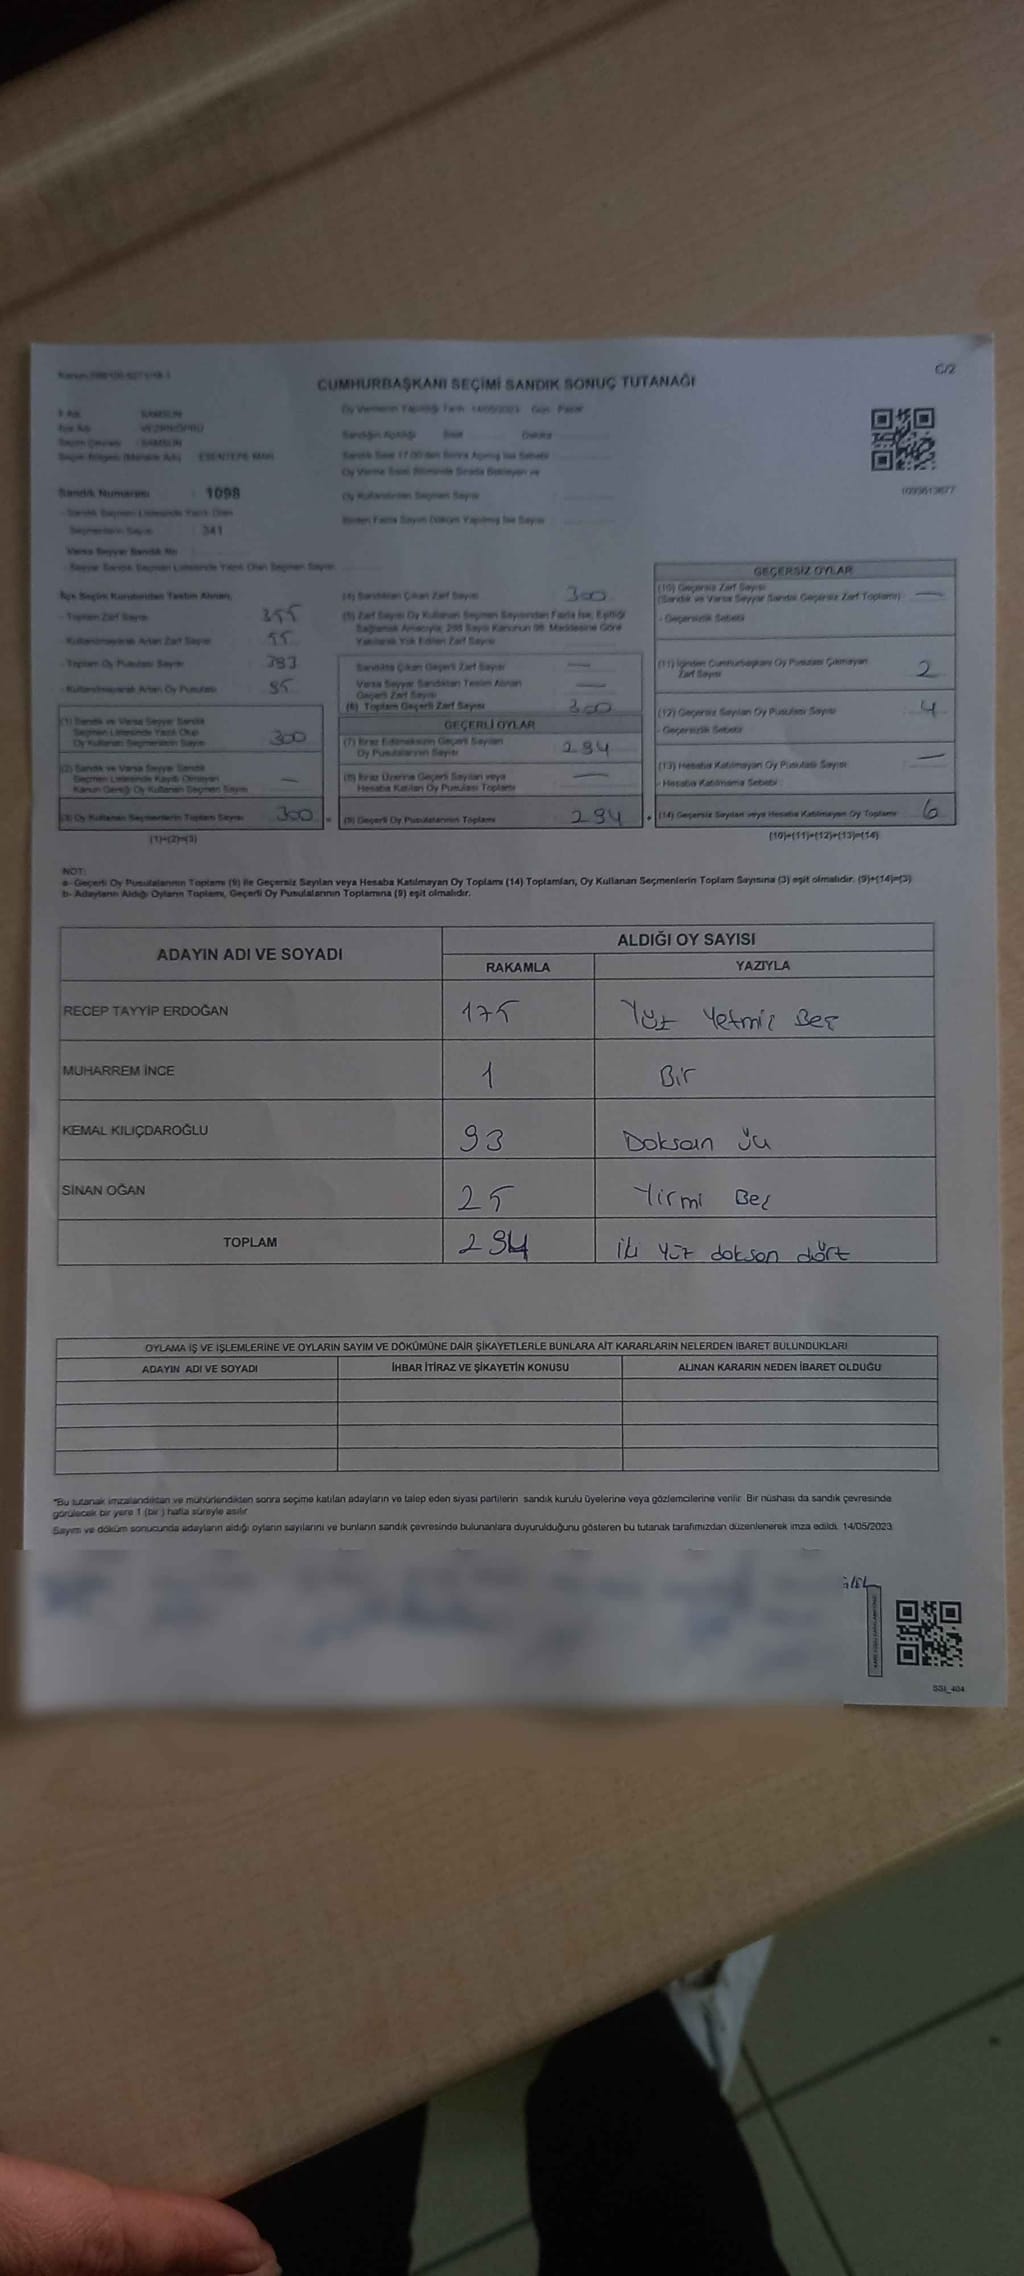 C/2
CUMHURBAŞKANI SEÇİMİ SANDIK SONUÇ TUTANAĞI
İl Adı : SAMSUN
İlçe Adı : VEZİRKÖPRÜ
Seçim Çevresi : SAMSUN
Seçim Bölgesi (Mahalle Adı) : ESENTEPE MAH.
Oy Vermenin Yapıldığı Tarih: 14/05/2023 Gün: Pazar
Sandığın Açıldığı Saat Dakika
Sandık Saat 17.00'den Sonra Açılmış İse Sebebi
Oy Kullandırılan Seçmen Sayısı
Birden Fazla Sayım Döküm Yapılmış İse Sayısı
1099613677
Sandık Numarası : 1098
- Sandık Seçmen Listesinde Yazılı Olan
Seçmenlerin Sayısı : 341
Varsa Seyyar Sandık No
- Seyyar Sandık Seçmen Listesinde Yazılı Olan Seçmen Sayısı
İlçe Seçim Kurulundan Teslim Alınan;
- Toplam Zarf Sayısı 355
- Kullanılmayarak Artan Zarf Sayısı 55
- Toplam Oy Pusulası Sayısı
- Kullanılmayarak Artan Oy Pusulası
(1) Sandık ve Varsa Seyyar Sandık
Seçmen Listesinde Yazılı Olup
Oy Kullanan Seçmenlerin Sayısı 300
(2) Sandık ve Varsa Seyyar Sandık
Seçmen Listesinde Kayıtlı Olmayan
Kanun Gereği Oy Kullanan Seçmen Sayısı —
(3) Oy Kullanan Seçmenlerin Toplam Sayısı 300 =
(1)+(2)=(3)
(4) Sandıktan Çıkan Zarf Sayısı 300
(5) Zarf Sayısı Oy Kullanan Seçmen Sayısından Fazla İse, Eşitliği
Sağlamak Amacıyla; 298 Sayılı Kanunun 98. Maddesine Göre
Yakılarak Yok Edilen Zarf Sayısı
Sandıkta Çıkan Geçerli Zarf Sayısı —
Varsa Seyyar Sandıktan Teslim Alınan
Geçerli Zarf Sayısı —
(6) Toplam Geçerli Zarf Sayısı 300
GEÇERLİ OYLAR
(7) İtiraz Edilmeksizin Geçerli Sayılan
Oy Pusulalarının Sayısı 294
(8) İtiraz Üzerine Geçerli Sayılan veya
Hesaba Katılan Oy Pusulası Toplamı —
(9) Geçerli Oy Pusulalarının Toplamı 294 +
GEÇERSİZ OYLAR
(10) Geçersiz Zarf Sayısı
(Sandık ve Varsa Seyyar Sandık Geçersiz Zarf Toplamı) —
- Geçersizlik Sebebi
(11) İçinden Cumhurbaşkanı Oy Pusulası Çıkmayan
Zarf Sayısı 2
(12) Geçersiz Sayılan Oy Pusulası Sayısı 4
- Geçersizlik Sebebi
(13) Hesaba Katılmayan Oy Pusulası Sayısı —
- Hesaba Katılmama Sebebi :
(14) Geçersiz Sayılan veya Hesaba Katılmayan Oy Toplamı 6
(10)+(11)+(12)+(13)=(14)
NOT:
a- Geçerli Oy Pusulalarının Toplamı (9) ile Geçersiz Sayılan veya Hesaba Katılmayan Oy Toplamı (14) Toplamları, Oy Kullanan Seçmenlerin Toplam Sayısına (3) eşit olmalıdır. (9)+(14)=(3)
b- Adayların Aldığı Oyların Toplamı, Geçerli Oy Pusulalarının Toplamına (9) eşit olmalıdır.
ADAYIN ADI VE SOYADI ALDIĞI OY SAYISI
RAKAMLA YAZIYLA
RECEP TAYYİP ERDOĞAN 175 Yüz Yetmiş Beş
MUHARREM İNCE 1 Bir
KEMAL KILIÇDAROĞLU 93 Doksan üç
SİNAN OĞAN 25 Yirmi Beş
TOPLAM 294 iki yüz doksan dört
OYLAMA İŞ VE İŞLEMLERİNE VE OYLARIN SAYIM VE DÖKÜMÜNE DAİR ŞİKAYETLERLE BUNLARA AİT KARARLARIN NELERDEN İBARET BULUNDUKLARI
ADAYIN ADI VE SOYADI İHBAR İTİRAZ VE ŞİKAYETİN KONUSU ALINAN KARARIN NEDEN İBARET OLDUĞU
*Bu tutanak imzalandıktan ve mühürlendikten sonra seçime katılan adayların ve talep eden siyasi partilerin sandık kurulu üyelerine veya gözlemcilerine verilir. Bir nüshası da sandık çevresinde
görülecek bir yere 1 (bir ) hafta süreyle asılır.
Sayım ve döküm sonucunda adayların aldığı oyların sayılarını ve bunların sandık çevresinde bulunanlara duyurulduğunu gösteren bu tutanak tarafımızdan düzenlenerek imza edildi. 14/05/2023
SSI_404